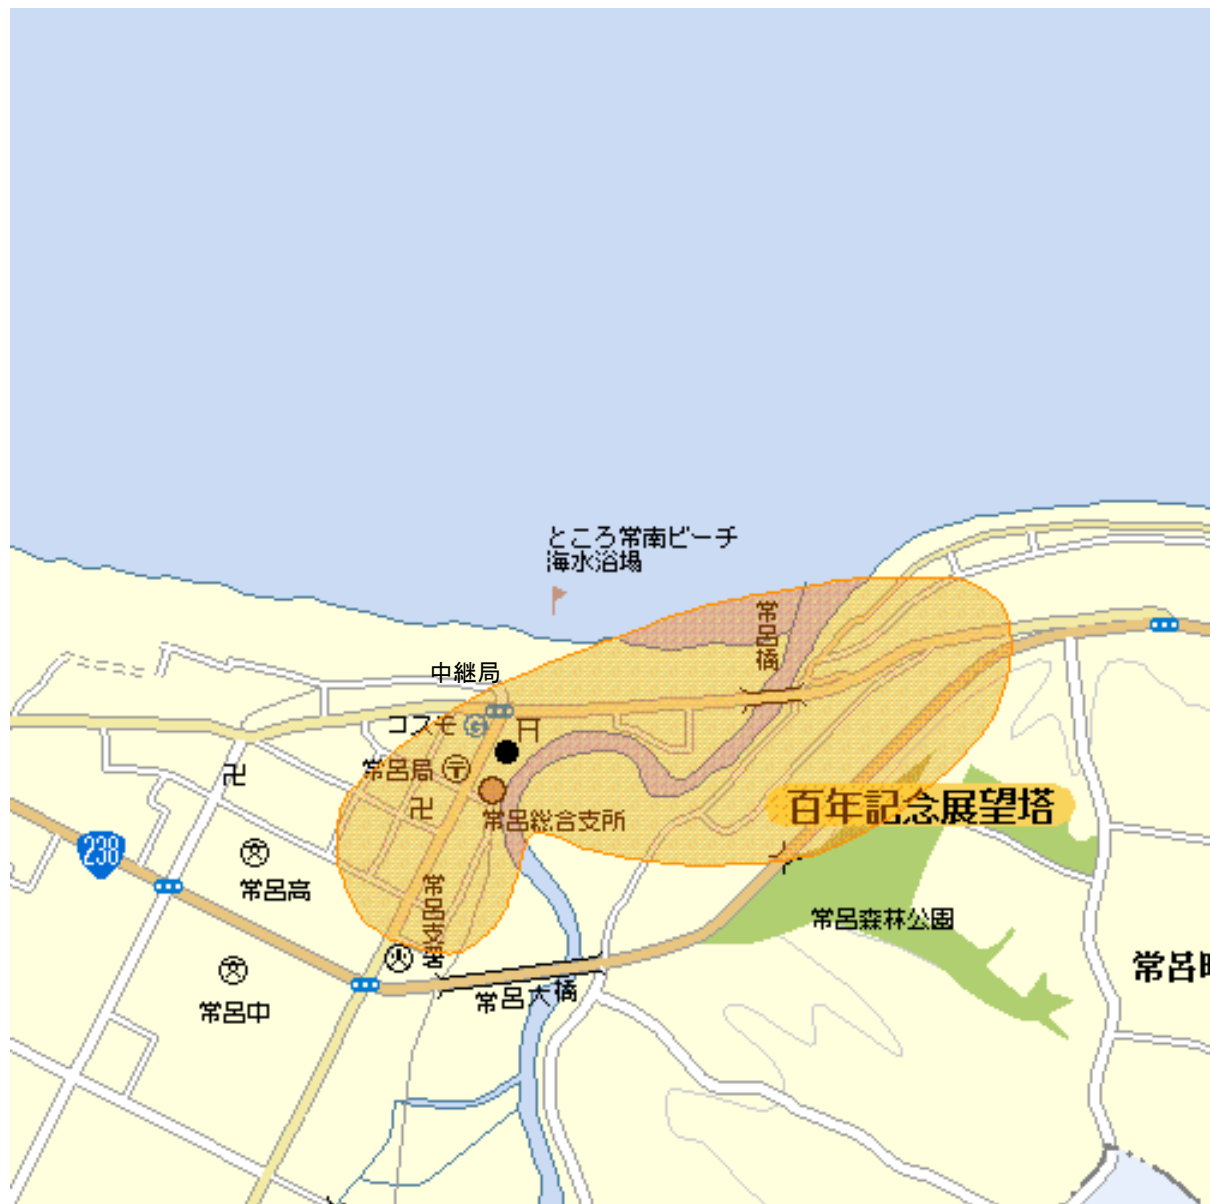 ところ常南ビーチ
海水浴場
常呂橋
中継局
コスモ
G
常呂局
常呂総合支所
百年記念展望塔
238
常呂高
常呂支署
常呂森林公園
常呂大橋
常呂中
常呂町